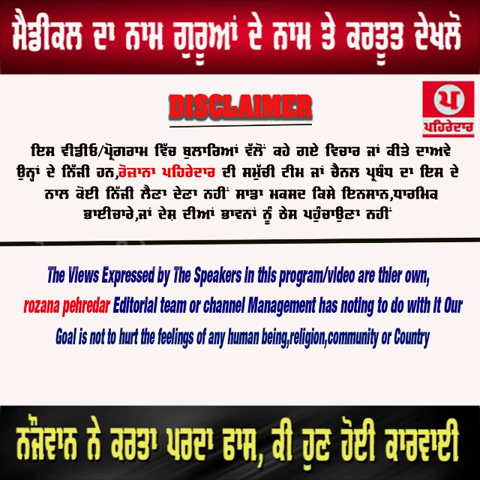 ਮੈਡੀਕਲ ਦਾ ਨਾਮ ਗੁਰੂਆਂ ਦੇ ਨਾਮ ਤੇ ਕਰਤੂਤ ਦੇਖਲੋ
DISCLAIMER
ਪ
ਪਹਿਰੇਦਾਰ
ਇਸ ਵੀਡੀਓ/ਪ੍ਰੋਗਰਾਮ ਵਿੱਚ ਬੁਲਾਰਿਆਂ ਵੱਲੋਂ ਕਹੇ ਗਏ ਵਿਚਾਰ ਜਾਂ ਕੀਤੇ ਦਾਅਵੇ
ਉਨ੍ਹਾਂ ਦੇ ਨਿੱਜੀ ਹਨ,ਰੋਜ਼ਾਨਾ ਪਹਿਰੇਦਾਰ ਦੀ ਸਮੁੱਚੀ ਟੀਮ ਜਾਂ ਚੈਨਲ ਪ੍ਰਬੰਧ ਦਾ ਇਸ ਦੇ
ਨਾਲ ਕੋਈ ਨਿੱਜੀ ਲੈਣਾ ਦੇਣਾ ਨਹੀਂ ਸਾਡਾ ਮਕਸਦ ਕਿਸੇ ਇਨਸਾਨ,ਧਾਰਮਿਕ
ਭਾਈਚਾਰੇ,ਜਾਂ ਦੇਸ਼ ਦੀਆਂ ਭਾਵਨਾਂ ਨੂੰ ਠੇਸ ਪਹੁੰਚਾਉਣਾ ਨਹੀਂ
The Views Expressed by The Speakers in this program/video are thier own,
rozana pehredar Editorial team or channel Management has noting to do with it Our
Goal is not to hurt the feelings of any human being,religion,community or Country
ਨੌਜਵਾਨ ਨੇ ਕਰਤਾ ਪਰਦਾ ਫਾਸ, ਕੀ ਹੁਣ ਹੋਈ ਕਾਰਵਾਈ